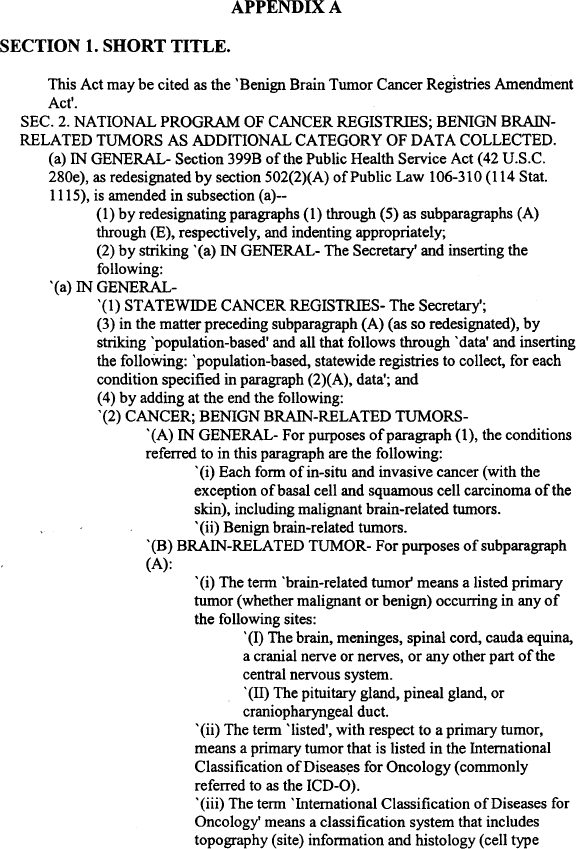 APPENDIX A
SECTION 1. SHORT TITLE.
This Act may be cited as the `Benign Brain Tumor Cancer Registries Amendment
Act'.
SEC. 2. NATIONAL PROGRAM OF CANCER REGISTRIES; BENIGN BRAIN-
RELATED TUMORS AS ADDITIONAL CATEGORY OF DATA COLLECTED.
(a) IN GENERAL- Section 399B of the Public Health Service Act (42 U.S.C.
280e), as redesignated by section 502(2)(A) of Public Law 106-310 (114 Stat.
1115), is amended in subsection (a)--
(1) by redesignating paragraphs (1) through (5) as subparagraphs (A)
through (E), respectively, and indenting appropriately;
(2) by striking `(a) IN GENERAL- The Secretary' and inserting the
following:
`(a) IN GENERAL-
`(1) STATEWIDE CANCER REGISTRIES- The Secretary';
(3) in the matter preceding subparagraph (A) (as so redesignated), by
striking `population-based' and all that follows through `data' and inserting
the following: `population-based, statewide registries to collect, for each
condition specified in paragraph (2)(A), data'; and
(4) by adding at the end the following:
`(2) CANCER; BENIGN BRAIN-RELATED TUMORS-
`(A) IN GENERAL- For purposes of paragraph (1), the conditions
referred to in this paragraph are the following:
`(i) Each form of in-situ and invasive cancer (with the
exception of basal cell and squamous cell carcinoma of the
skin), including malignant brain-related tumors.
`(ii) Benign brain-related tumors.
`(B) BRAIN-RELATED TUMOR- For purposes of subparagraph
(A):
`(i) The term `brain-related tumor' means a listed primary
tumor (whether malignant or benign) occurring in any of
the following sites:
`(I) The brain, meninges, spinal cord, cauda equina,
a cranial nerve or nerves, or any other part of the
central nervous system.
`(II) The pituitary gland, pineal gland, or
craniopharyngeal duct.
`(ii) The term `listed', with respect to a primary tumor,
means a primary tumor that is listed in the International
Classification of Diseases for Oncology (commonly
referred to as the ICD-O).
`(iii) The term `International Classification of Diseases for
Oncology' means a classification system that includes
topography (site) information and histology (cell type